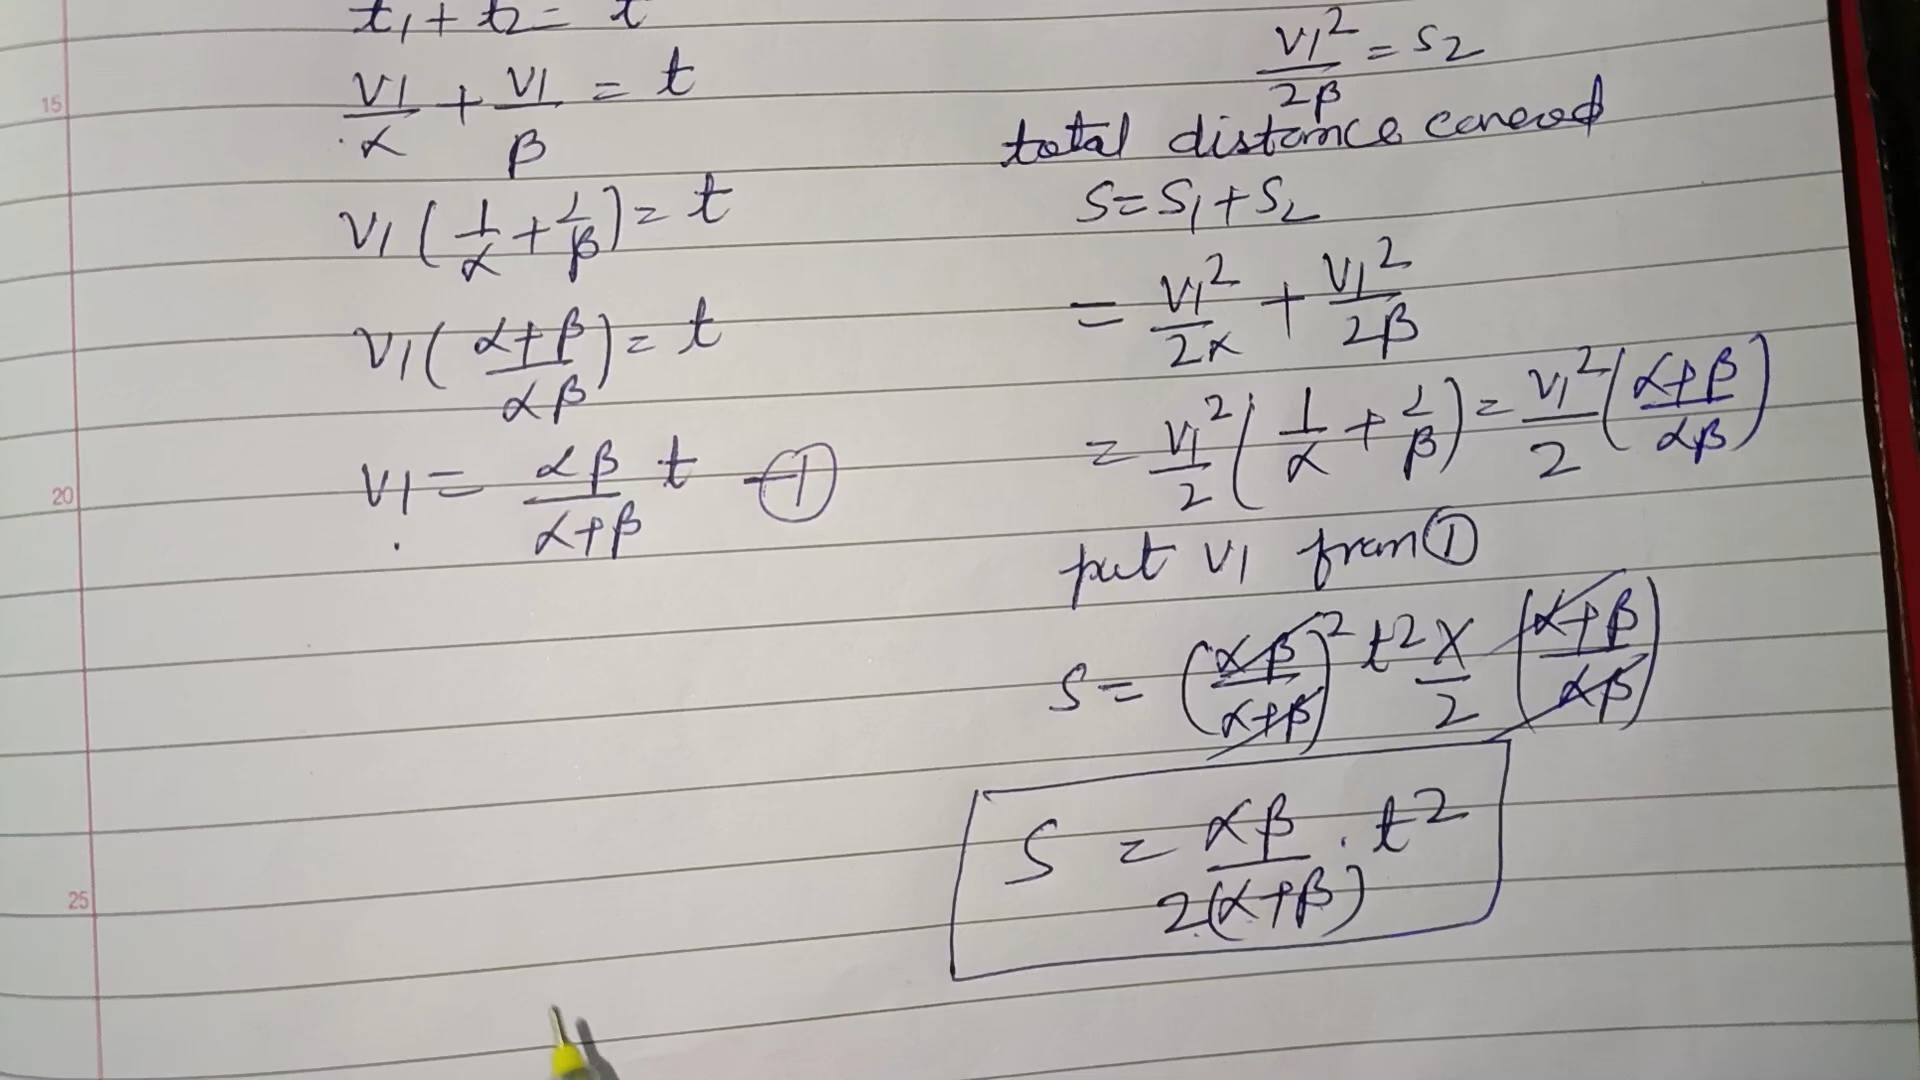 t1 + t2 = t
v1/α + v1/β = t
v1 (1/α + 1/β) = t
v1 (α+β/αβ) = t
v1 = αβ/α+β t — ①
v1²/2β = s2
total distance covered
S = S1 + S2
= v1²/2α + v1²/2β
= v1²/2 (1/α + 1/β) = v1²/2 (α+β/αβ)
put v1 from ①
S = (αβ/α+β)² t² × /2 (α+β/αβ)
S = αβ/2(α+β) . t²
15
20
25